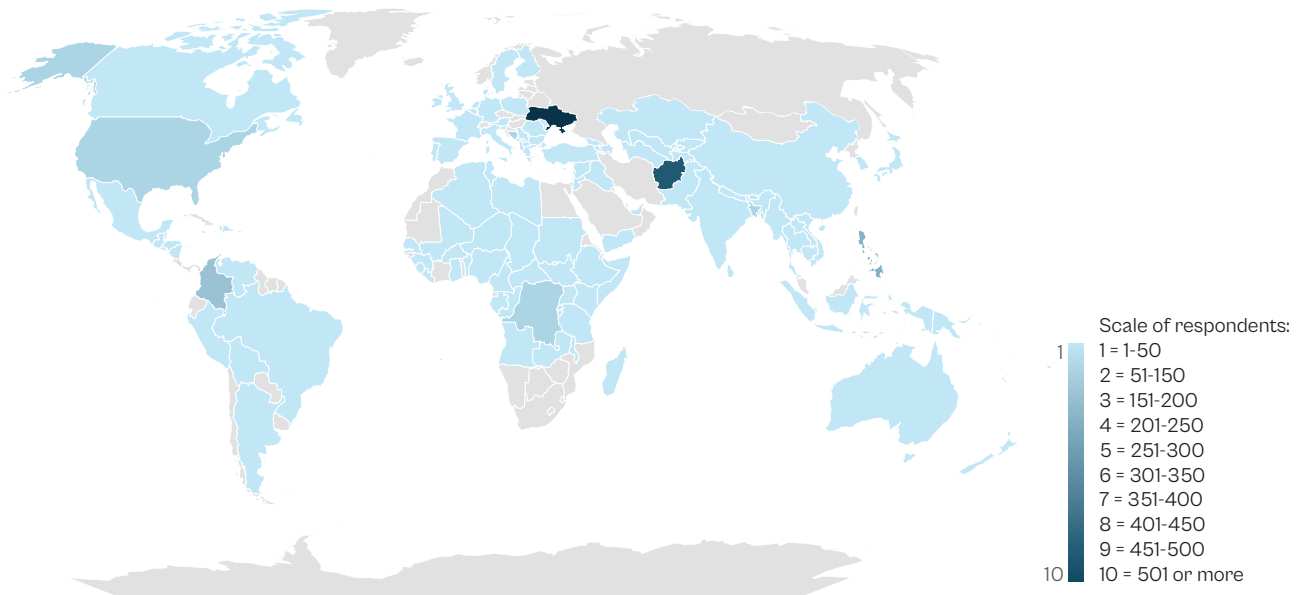 Scale of respondents:
1
1 = 1-50
2 = 51-150
3 = 151-200
4 = 201-250
5 = 251-300
6 = 301-350
7 = 351-400
8 = 401-450
9 = 451-500
10
10 = 501 or more